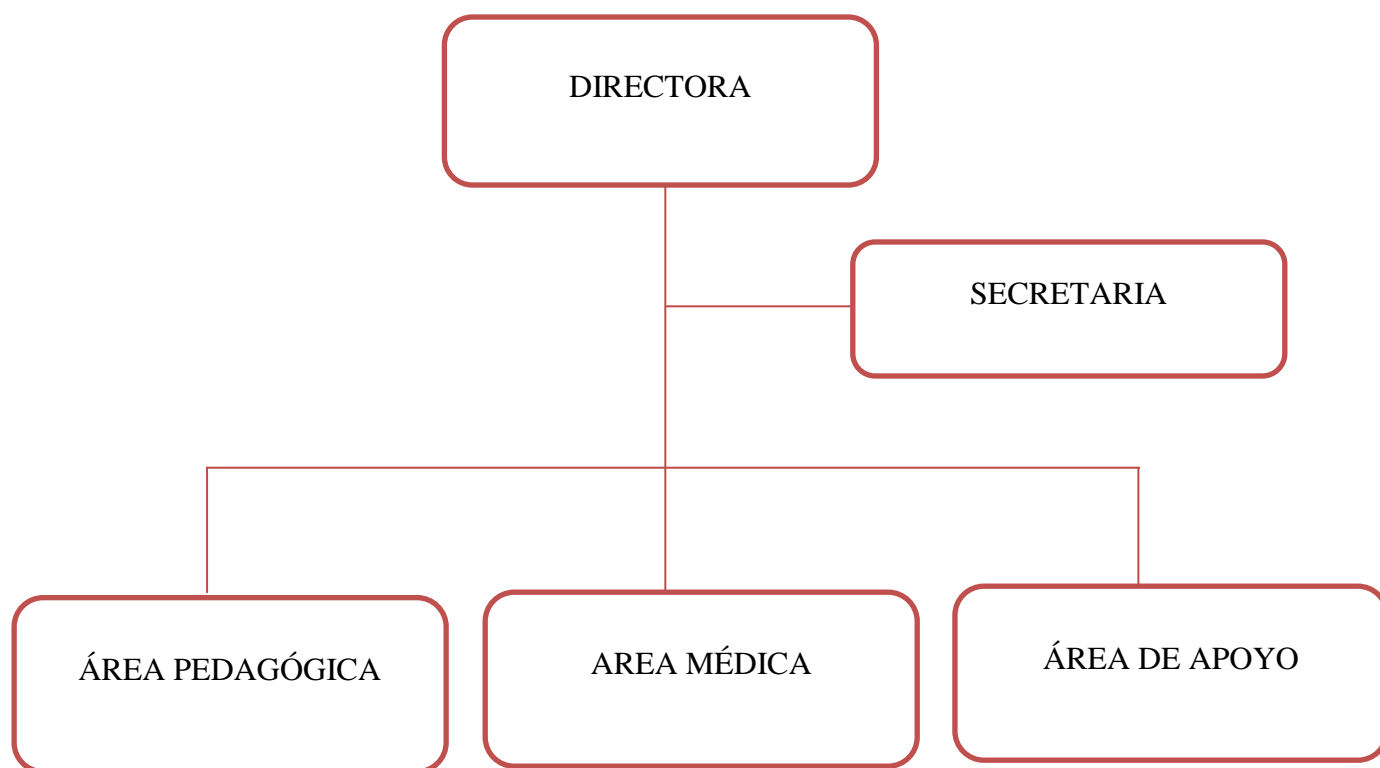 DIRECTORA
SECRETARIA
ÁREA PEDAGÓGICA
AREA MÉDICA
ÁREA DE APOYO